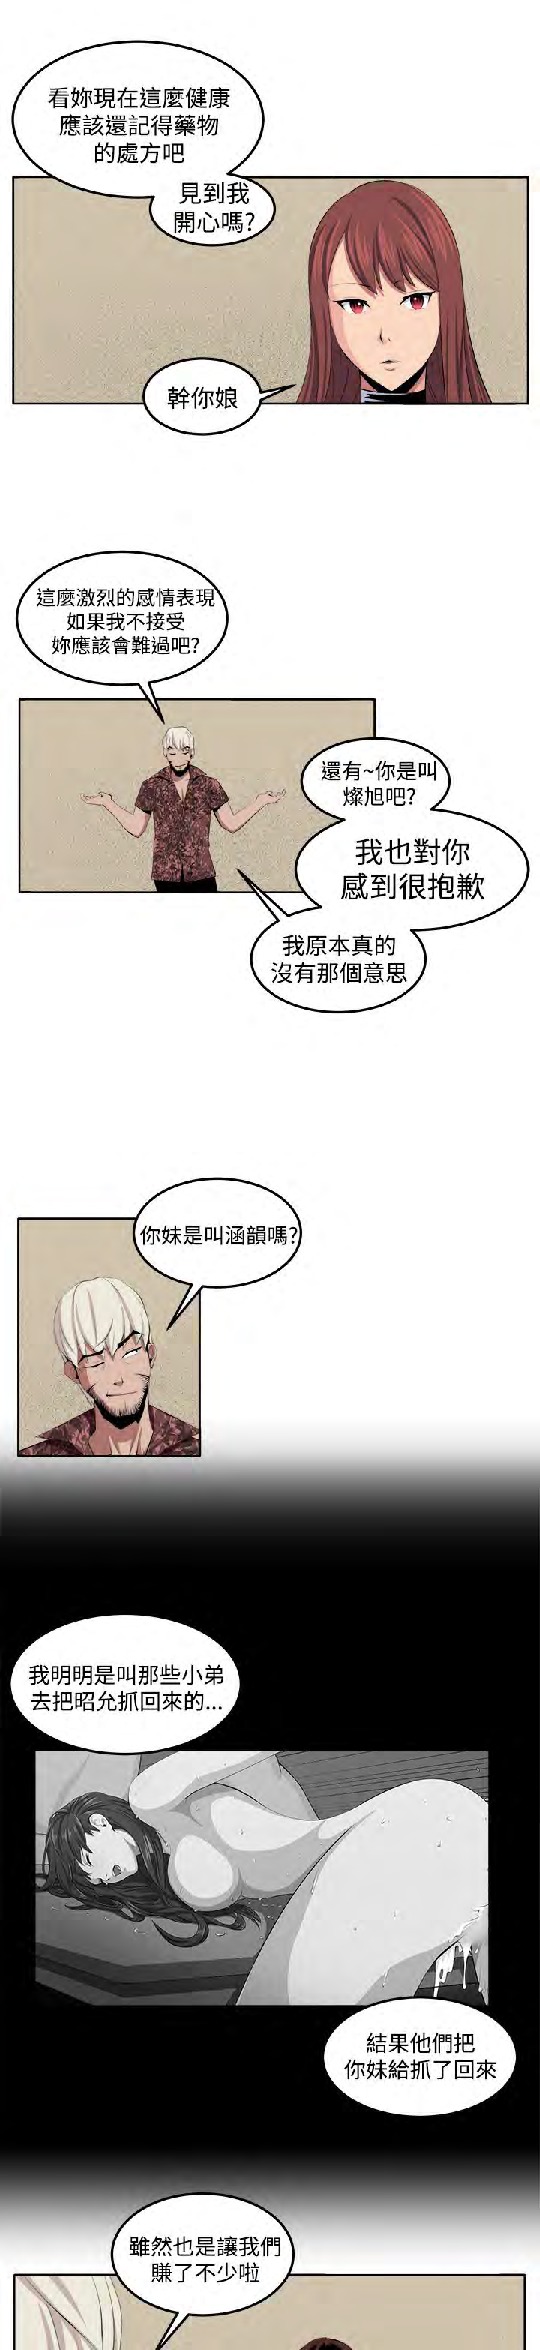 看妳現在這麼健康
應該還記得藥物
的處方吧
見到我
開心嗎?
幹你娘
這麼激烈的感情表現
如果我不接受
妳應該會難過吧?
還有~你是叫
燦旭吧?
我也對你
感到很抱歉
我原本真的
沒有那個意思
你妹是叫涵韻嗎?
我明明是叫那些小弟
去把昭允抓回來的...
結果他們把
你妹給抓了回來
雖然也是讓我們
賺了不少啦